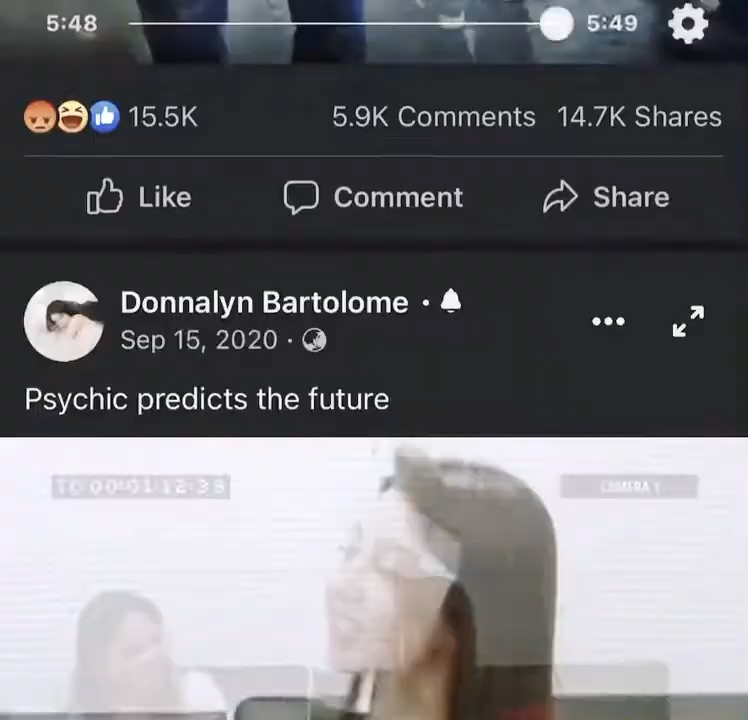 5:48 5:49
15.5K 5.9K Comments 14.7K Shares
Like Comment Share
Donnalyn Bartolome ·
Sep 15, 2020 ·
Psychic predicts the future
TC 00:01:12:38 CAMERA 1